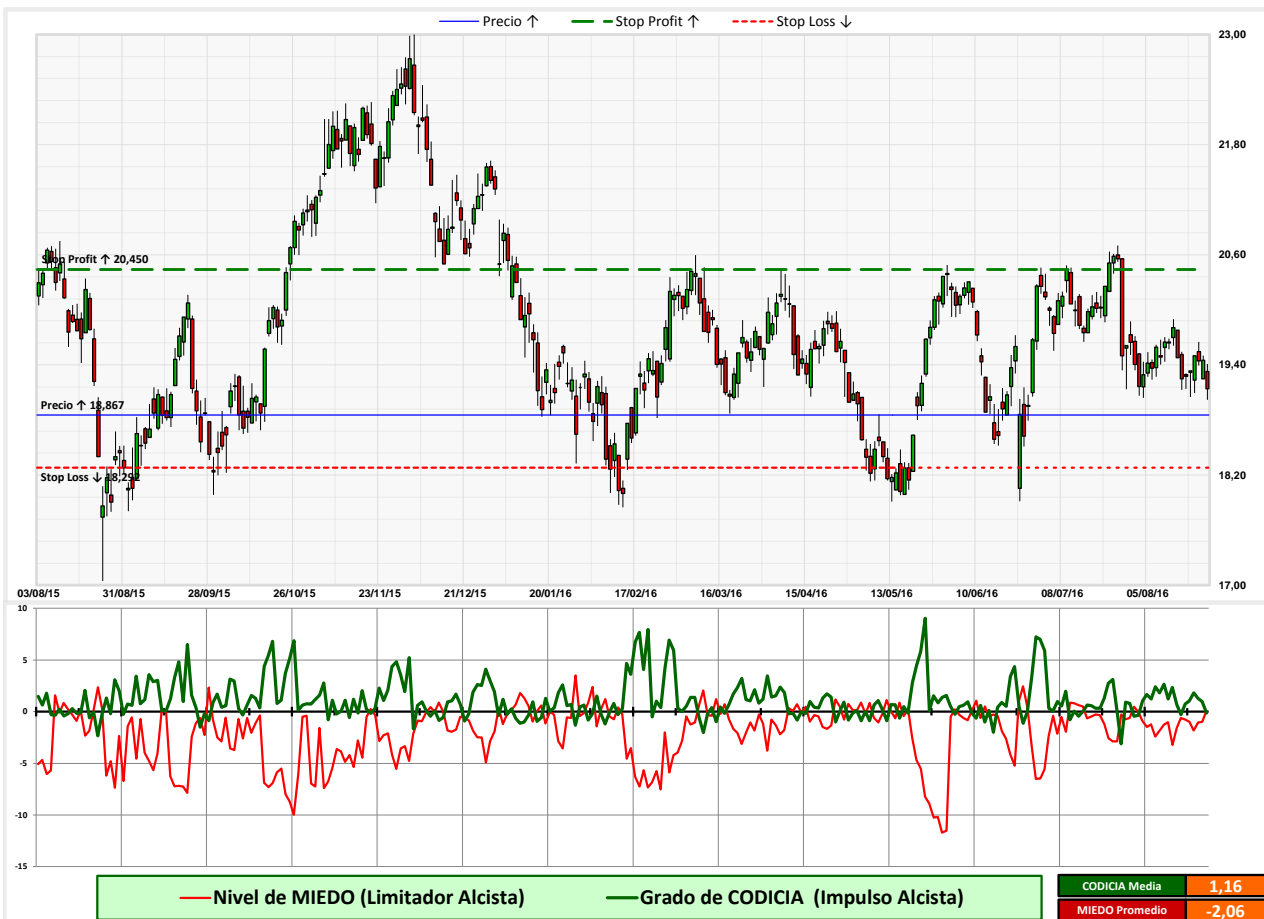 Precio ↑ Stop Profit ↑ Stop Loss ↓
23,00
21,80
20,60
Stop Profit ↑ 20,450
19,40
Precio ↑ 18,867
18,20
Stop Loss ↓ 18,292
17,00
03/08/15 31/08/15 28/09/15 26/10/15 23/11/15 21/12/15 20/01/16 17/02/16 16/03/16 15/04/16 13/05/16 10/06/16 08/07/16 05/08/16
10
5
0
-5
-10
-15
Nivel de MIEDO (Limitador Alcista) Grado de CODICIA (Impulso Alcista)
CODICIA Media 1,16
MIEDO Promedio -2,06